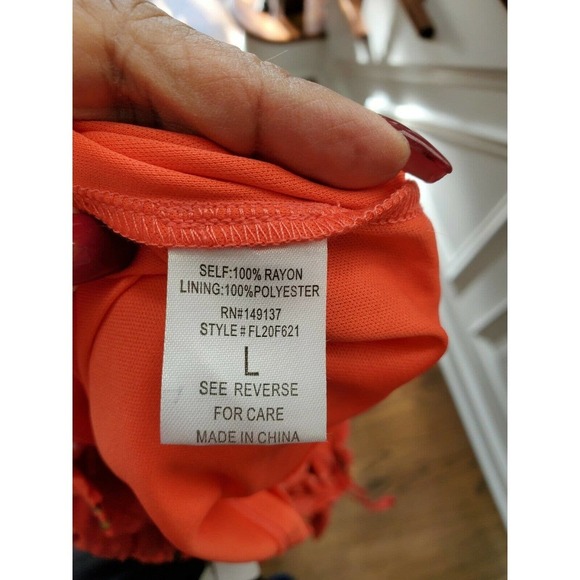 SELF:100% RAYON
LINING:100%POLYESTER
RN#149137
STYLE # FL20F621
L
SEE REVERSE
FOR CARE
MADE IN CHINA